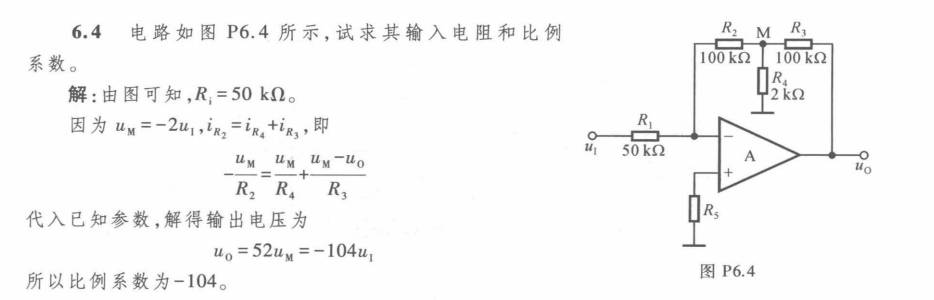 6.4 电路如图 P6.4 所示,试求其输入电阻和比例
系数。
解:由图可知,R_i=50 kΩ。
因为 u_M=-2u_I,i_{R_2}=i_{R_4}+i_{R_3},即
-\frac{u_M}{R_2}=\frac{u_M}{R_4}+\frac{u_M-u_O}{R_3}
代入已知参数,解得输出电压为
u_O=52u_M=-104u_I
所以比例系数为-104。
R_2 M R_3
100 kΩ 100 kΩ
R_4
2 kΩ
R_1
u_I 50 kΩ
- A
+
u_O
R_5
图 P6.4